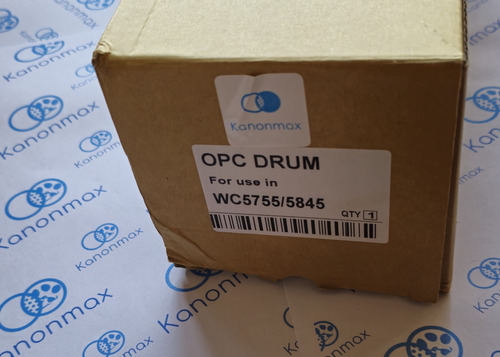 Kanonmax
OPC DRUM
For use in
WC5755/5845
QTY 1
Kanonmax
Kanonmax
Kanonmax
Kanonmax
Kanonmax
Kanonmax